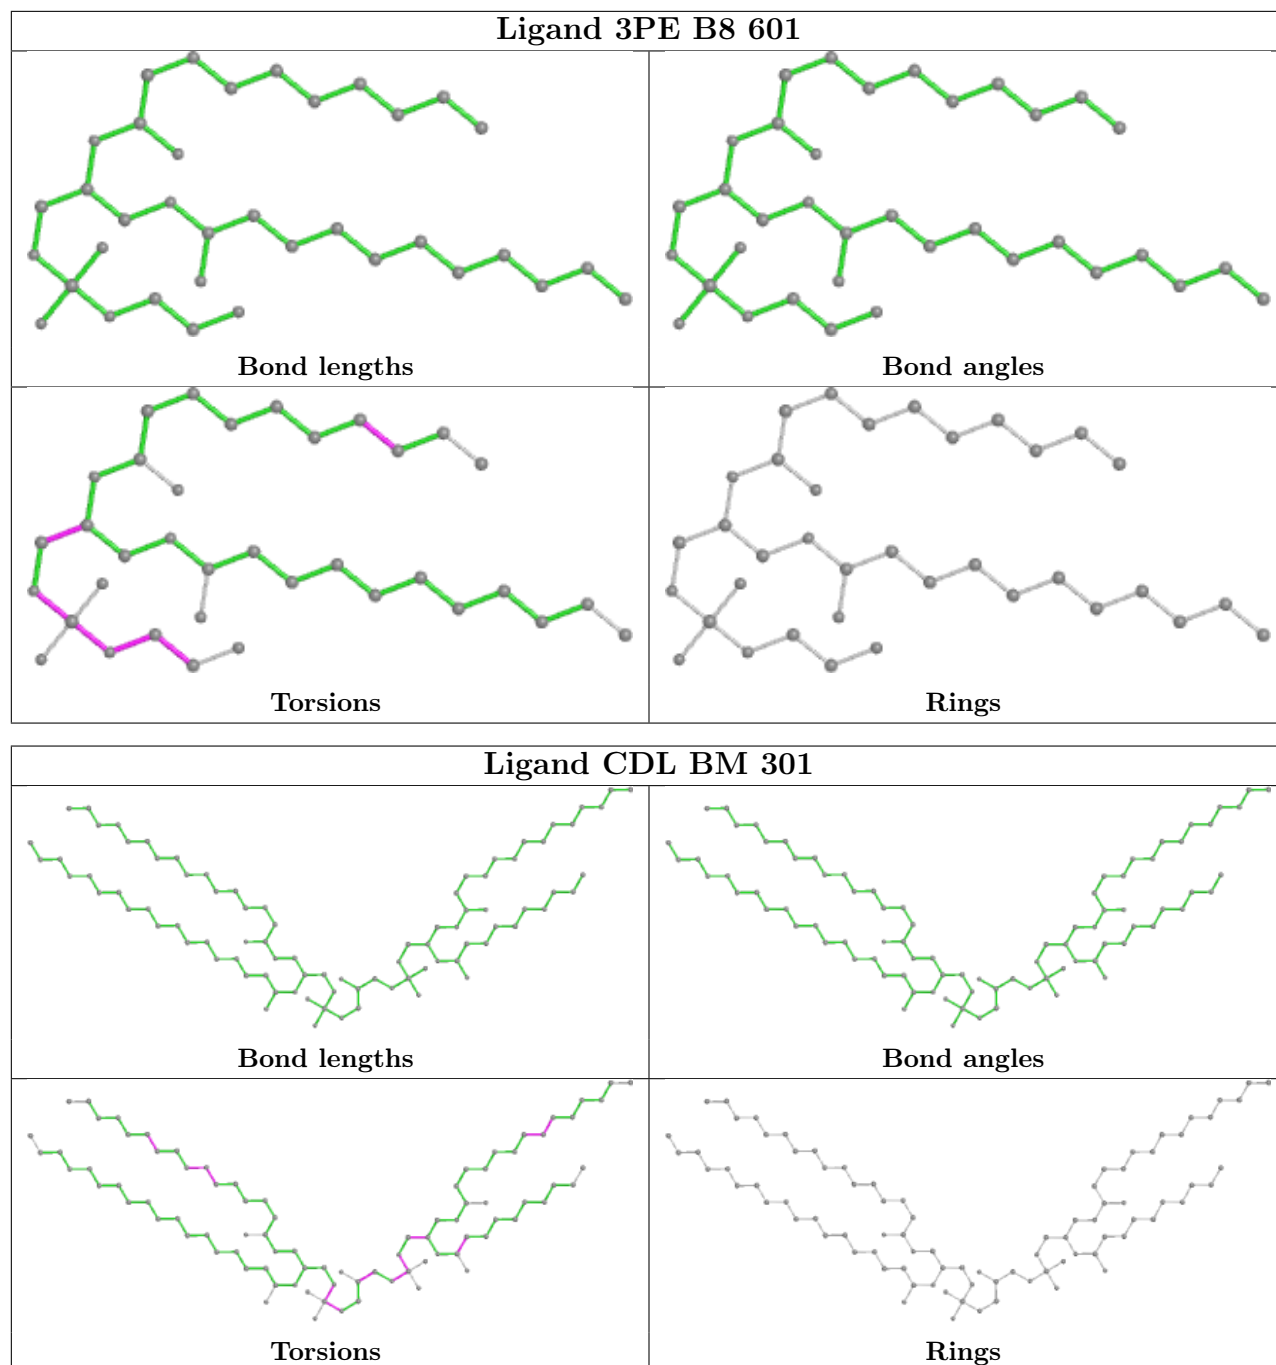 Ligand 3PE B8 601
Bond lengths
Bond angles
Torsions
Rings
Ligand CDL BM 301
Bond lengths
Bond angles
Torsions
Rings